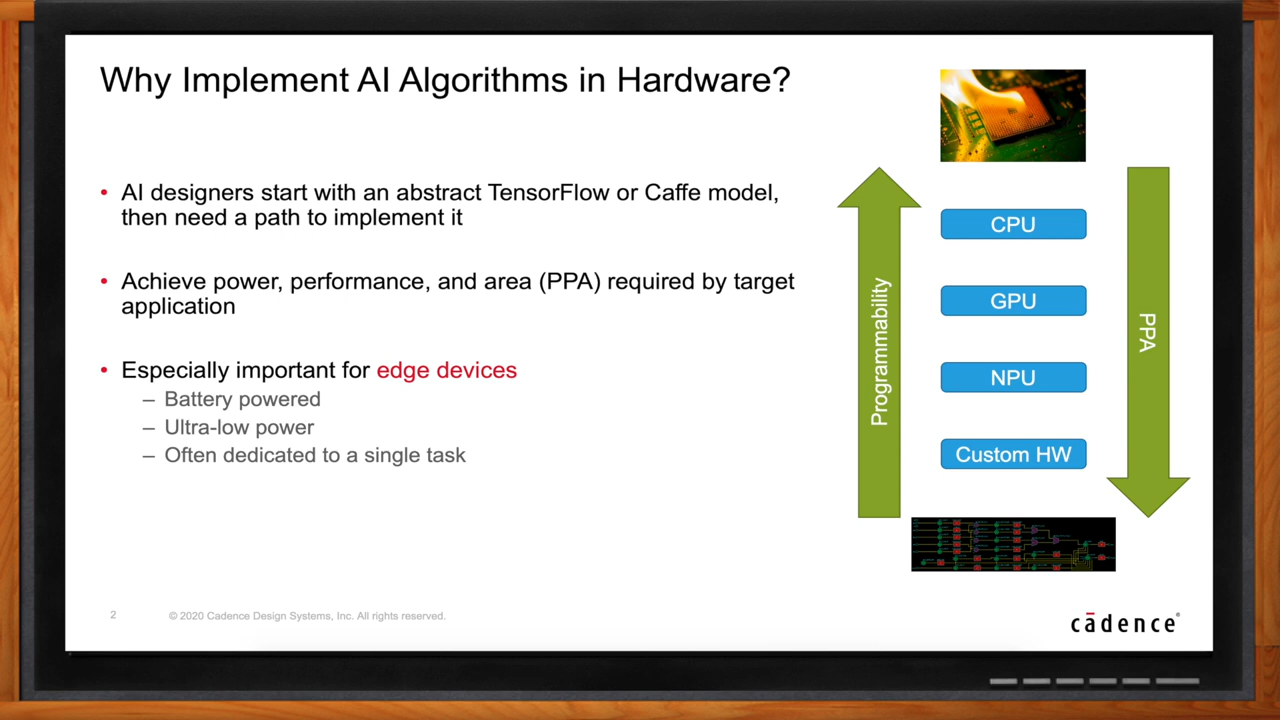 Why Implement AI Algorithms in Hardware?
• AI designers start with an abstract TensorFlow or Caffe model,
then need a path to implement it
• Achieve power, performance, and area (PPA) required by target
application
• Especially important for edge devices
– Battery powered
– Ultra-low power
– Often dedicated to a single task
Programmability
CPU
GPU
NPU
Custom HW
PPA
2
© 2020 Cadence Design Systems, Inc. All rights reserved.
cādence®